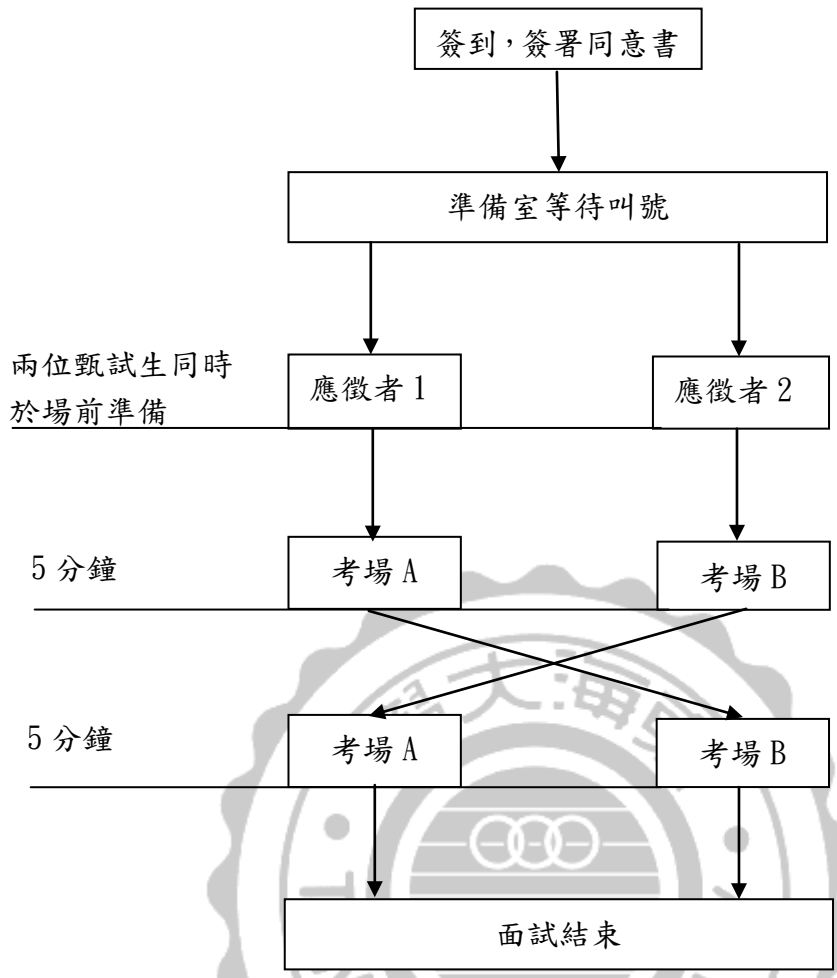 簽到，簽署同意書
準備室等待叫號
兩位甄試生同時
於場前準備
應徵者 1
應徵者 2
5 分鐘
考場 A
考場 B
5 分鐘
考場 A
考場 B
面試結束
大海